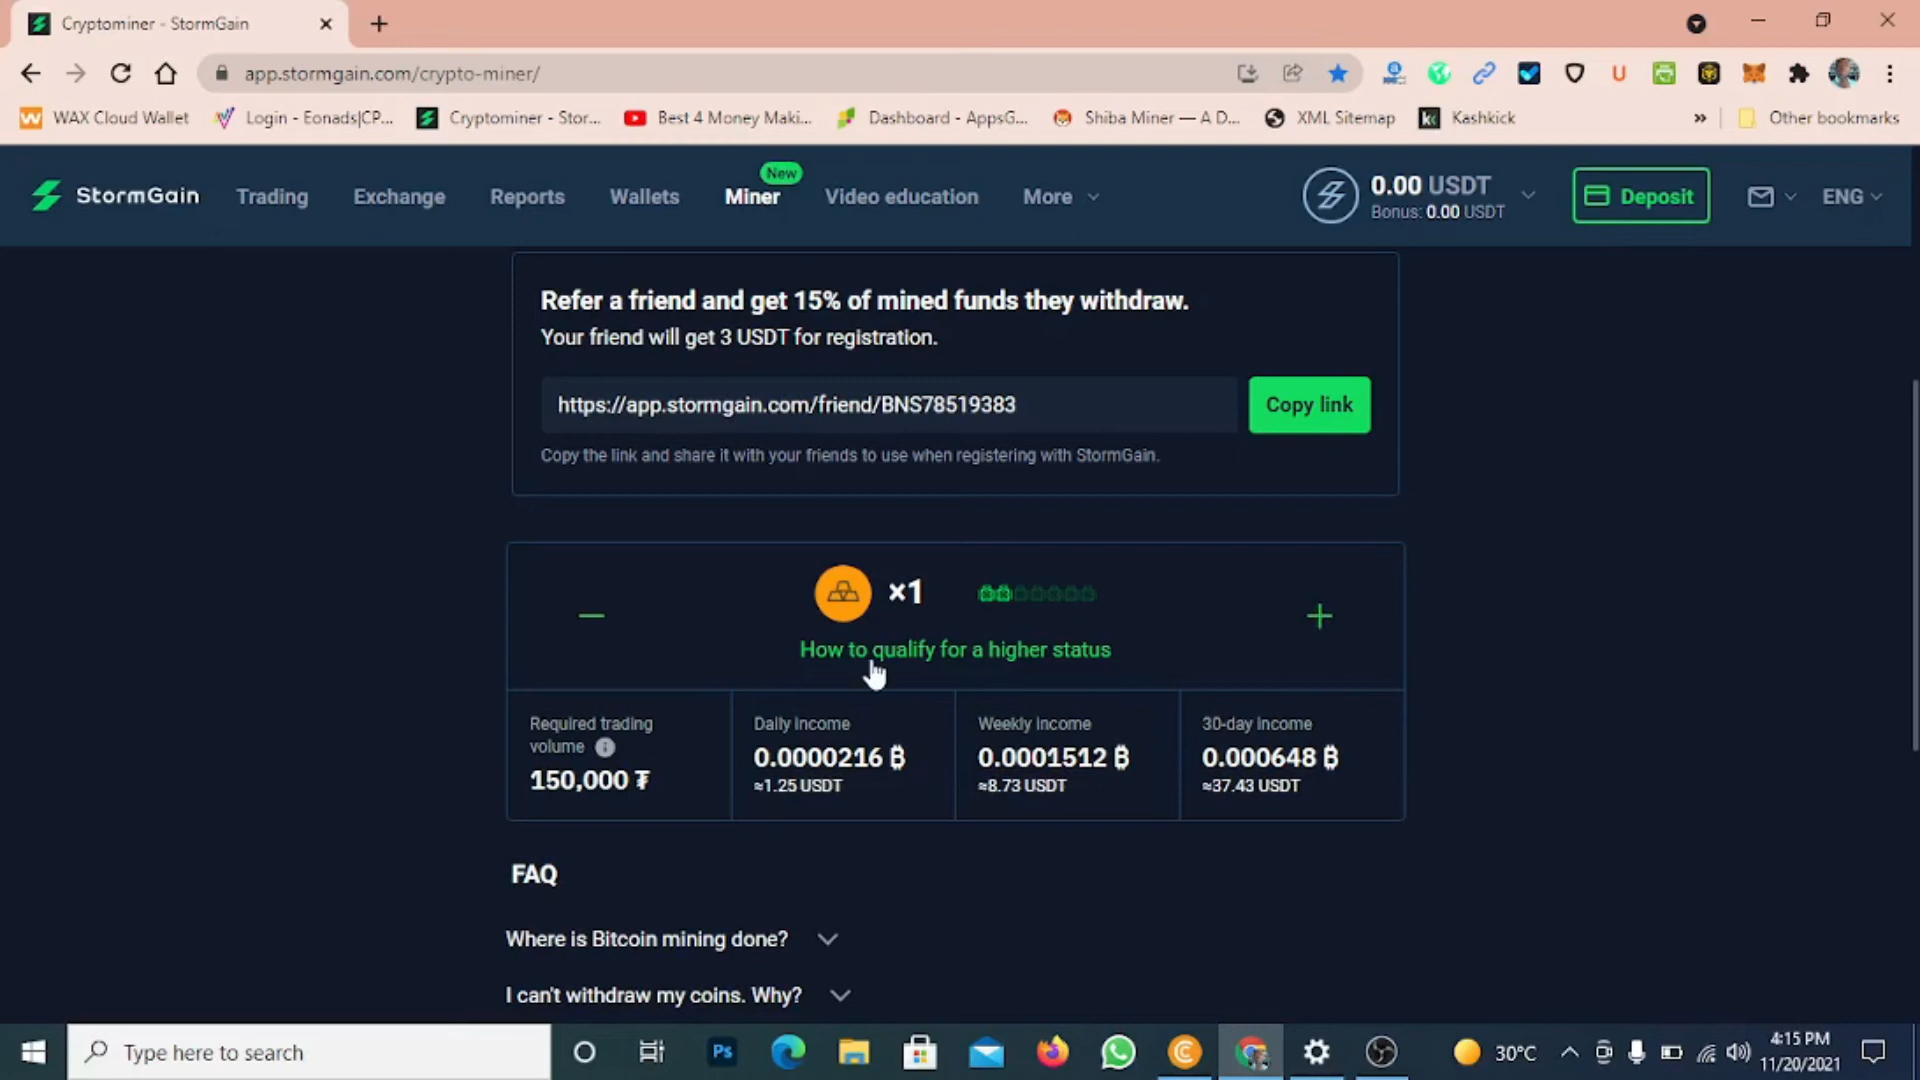 Cryptominer - StormGain
app.stormgain.com/crypto-miner/
WAX Cloud Wallet
Login - Eonads|CP...
Cryptominer - Stor...
Best 4 Money Maki...
Dashboard - AppsG...
Shiba Miner — A D...
XML Sitemap
Kashkick
Other bookmarks
StormGain
Trading
Exchange
Reports
Wallets
Miner
New
Video education
More
0.00 USDT
Bonus: 0.00 USDT
Deposit
ENG
Refer a friend and get 15% of mined funds they withdraw.
Your friend will get 3 USDT for registration.
https://app.stormgain.com/friend/BNS78519383
Copy link
Copy the link and share it with your friends to use when registering with StormGain.
×1
How to qualify for a higher status
Required trading
volume
150,000 ₮
Daily income
0.0000216 ₿
≈1.25 USDT
Weekly income
0.0001512 ₿
≈8.73 USDT
30-day income
0.000648 ₿
≈37.43 USDT
FAQ
Where is Bitcoin mining done?
I can't withdraw my coins. Why?
Type here to search
Ps
30°C
4:15 PM
11/20/2021